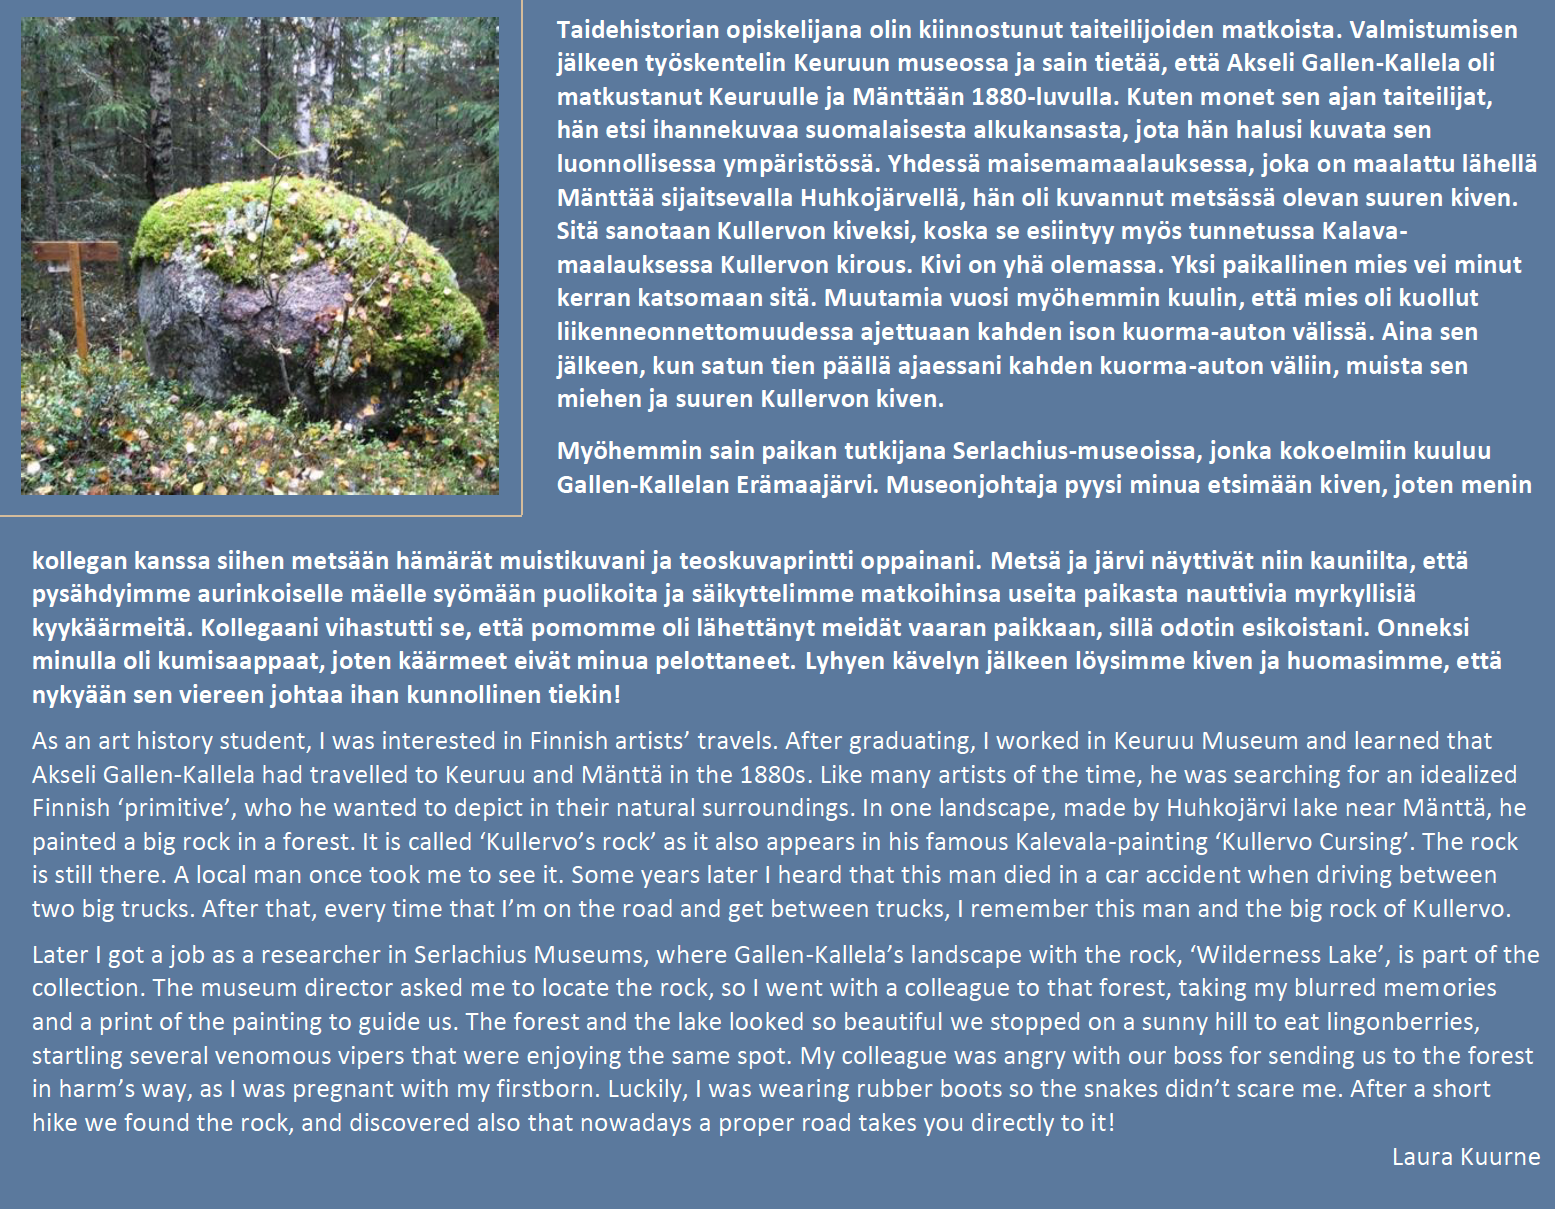 Taidehistorian opiskelijana olin kiinnostunut taiteilijoiden matkoista. Valmistumisen
jälkeen työskentelin Keuruun museossa ja sain tietää, että Akseli Gallen-Kallela oli
matkustanut Keuruulle ja Mänttään 1880-luvulla. Kuten monet sen ajan taiteilijat,
hän etsi ihannekuvaa suomalaisesta alkukansasta, jota hän halusi kuvata sen
luonnollisessa ympäristössä. Yhdessä maisemamaalauksessa, joka on maalattu lähellä
Mänttää sijaitsevalla Huhkojärvellä, hän oli kuvannut metsässä olevan suuren kiven.
Sitä sanotaan Kullervon kiveksi, koska se esiintyy myös tunnetussa Kalava-
maalauksessa Kullervon kirous. Kivi on yhä olemassa. Yksi paikallinen mies vei minut
kerran katsomaan sitä. Muutamia vuosi myöhemmin kuulin, että mies oli kuollut
liikenneonnettomuudessa ajettuaan kahden ison kuorma-auton välissä. Aina sen
jälkeen, kun satun tien päällä ajaessani kahden kuorma-auton väliin, muista sen
miehen ja suuren Kullervon kiven.
Myöhemmin sain paikan tutkijana Serlachius-museoissa, jonka kokoelmiin kuuluu
Gallen-Kallelan Erämaajärvi. Museonjohtaja pyysi minua etsimään kiven, joten menin
kollegan kanssa siihen metsään hämärät muistikuvani ja teoskuvaprintti oppainani. Metsä ja järvi näyttivät niin kauniilta, että
pysähdyimme aurinkoiselle mäelle syömään puolikoita ja säikyttelimme matkoihinsa useita paikasta nauttivia myrkyllisiä
kyykäärmeitä. Kollegaani vihastutti se, että pomomme oli lähettänyt meidät vaaran paikkaan, sillä odotin esikoistani. Onneksi
minulla oli kumisaappaat, joten käärmeet eivät minua pelottaneet. Lyhyen kävelyn jälkeen löysimme kiven ja huomasimme, että
nykyään sen viereen johtaa ihan kunnollinen tiekin!
As an art history student, I was interested in Finnish artists’ travels. After graduating, I worked in Keuruu Museum and learned that
Akseli Gallen-Kallela had travelled to Keuruu and Mänttä in the 1880s. Like many artists of the time, he was searching for an idealized
Finnish ‘primitive’, who he wanted to depict in their natural surroundings. In one landscape, made by Huhkojärvi lake near Mänttä, he
painted a big rock in a forest. It is called ‘Kullervo’s rock’ as it also appears in his famous Kalevala-painting ‘Kullervo Cursing’. The rock
is still there. A local man once took me to see it. Some years later I heard that this man died in a car accident when driving between
two big trucks. After that, every time that I’m on the road and get between trucks, I remember this man and the big rock of Kullervo.
Later I got a job as a researcher in Serlachius Museums, where Gallen-Kallela’s landscape with the rock, ‘Wilderness Lake’, is part of the
collection. The museum director asked me to locate the rock, so I went with a colleague to that forest, taking my blurred memories
and a print of the painting to guide us. The forest and the lake looked so beautiful we stopped on a sunny hill to eat lingonberries,
startling several venomous vipers that were enjoying the same spot. My colleague was angry with our boss for sending us to the forest
in harm’s way, as I was pregnant with my firstborn. Luckily, I was wearing rubber boots so the snakes didn’t scare me. After a short
hike we found the rock, and discovered also that nowadays a proper road takes you directly to it!
Laura Kuurne